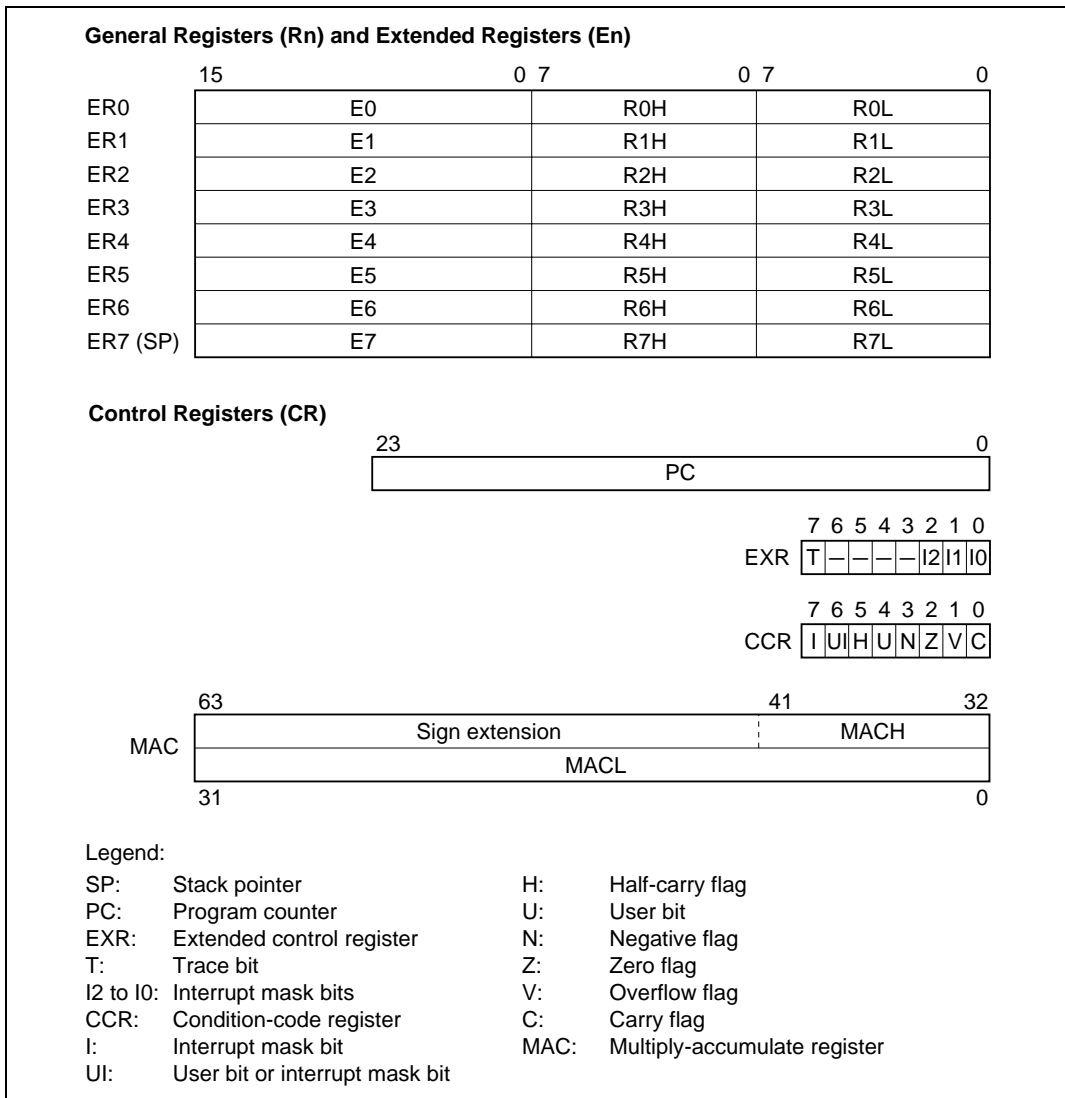 General Registers (Rn) and Extended Registers (En)
15 0 7 0 7 0
ER0 E0 R0H R0L
ER1 E1 R1H R1L
ER2 E2 R2H R2L
ER3 E3 R3H R3L
ER4 E4 R4H R4L
ER5 E5 R5H R5L
ER6 E6 R6H R6L
ER7 (SP) E7 R7H R7L
Control Registers (CR)
23 0
PC
7 6 5 4 3 2 1 0
EXR T — — — — I2 I1 I0
7 6 5 4 3 2 1 0
CCR I UI H U N Z V C
63 41 32
MAC Sign extension MACH
MACL
31 0
Legend:
SP: Stack pointer H: Half-carry flag
PC: Program counter U: User bit
EXR: Extended control register N: Negative flag
T: Trace bit Z: Zero flag
I2 to I0: Interrupt mask bits V: Overflow flag
CCR: Condition-code register C: Carry flag
I: Interrupt mask bit MAC: Multiply-accumulate register
UI: User bit or interrupt mask bit